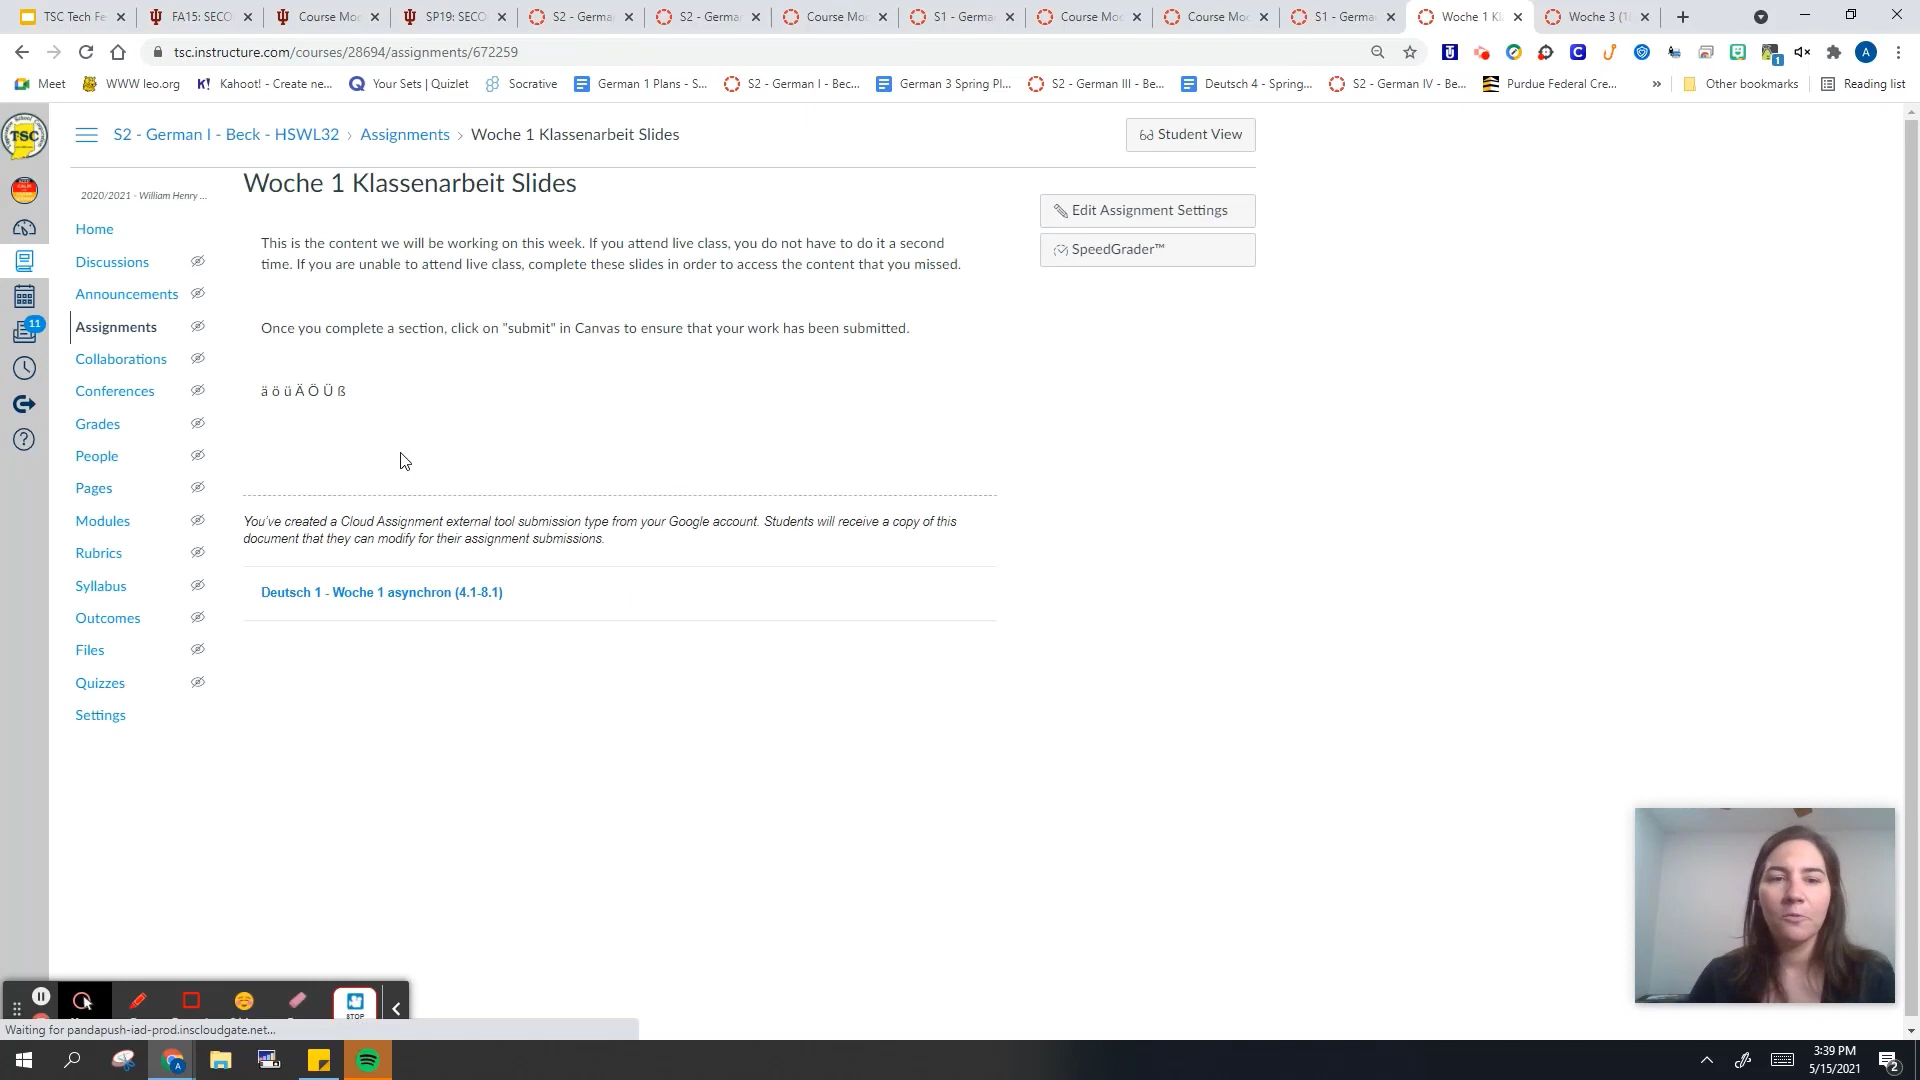 TSC Tech Fe
FA15: SECO
Course Mo
SP19: SECO
S2 - Germa
S2 - Germa
Course Mo
S1 - Germa
Course Mo
Course Mo
S1 - Germa
Woche 1 Kl
Woche 3 (1
tsc.instructure.com/courses/28694/assignments/672259
Meet
WWW leo.org
Kahoot! - Create ne...
Your Sets | Quizlet
Socrative
German 1 Plans - S...
S2 - German I - Bec...
German 3 Spring Pl...
S2 - German III - Be...
Deutsch 4 - Spring...
S2 - German IV - Be...
Purdue Federal Cre...
»
Other bookmarks
Reading list
TSC
S2 - German I - Beck - HSWL32 › Assignments › Woche 1 Klassenarbeit Slides
Student View
2020/2021 - William Henry ...
Home
Discussions
Announcements
Assignments
Collaborations
Conferences
Grades
People
Pages
Modules
Rubrics
Syllabus
Outcomes
Files
Quizzes
Settings
11
Woche 1 Klassenarbeit Slides
This is the content we will be working on this week. If you attend live class, you do not have to do it a second
time. If you are unable to attend live class, complete these slides in order to access the content that you missed.
Once you complete a section, click on "submit" in Canvas to ensure that your work has been submitted.
ä ö ü Ä Ö Ü ß
You've created a Cloud Assignment external tool submission type from your Google account. Students will receive a copy of this
document that they can modify for their assignment submissions.
Deutsch 1 - Woche 1 asynchron (4.1-8.1)
Edit Assignment Settings
SpeedGrader™
STOP
Waiting for pandapush-iad-prod.inscloudgate.net...
3:39 PM
5/15/2021
2